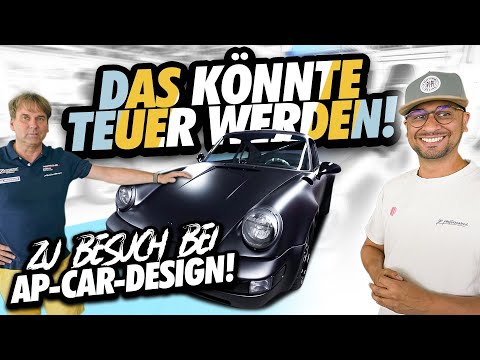 DAS KÖNNTE
TEUER WERDEN!
ZU BESUCH BEI
AP-CAR-DESIGN!